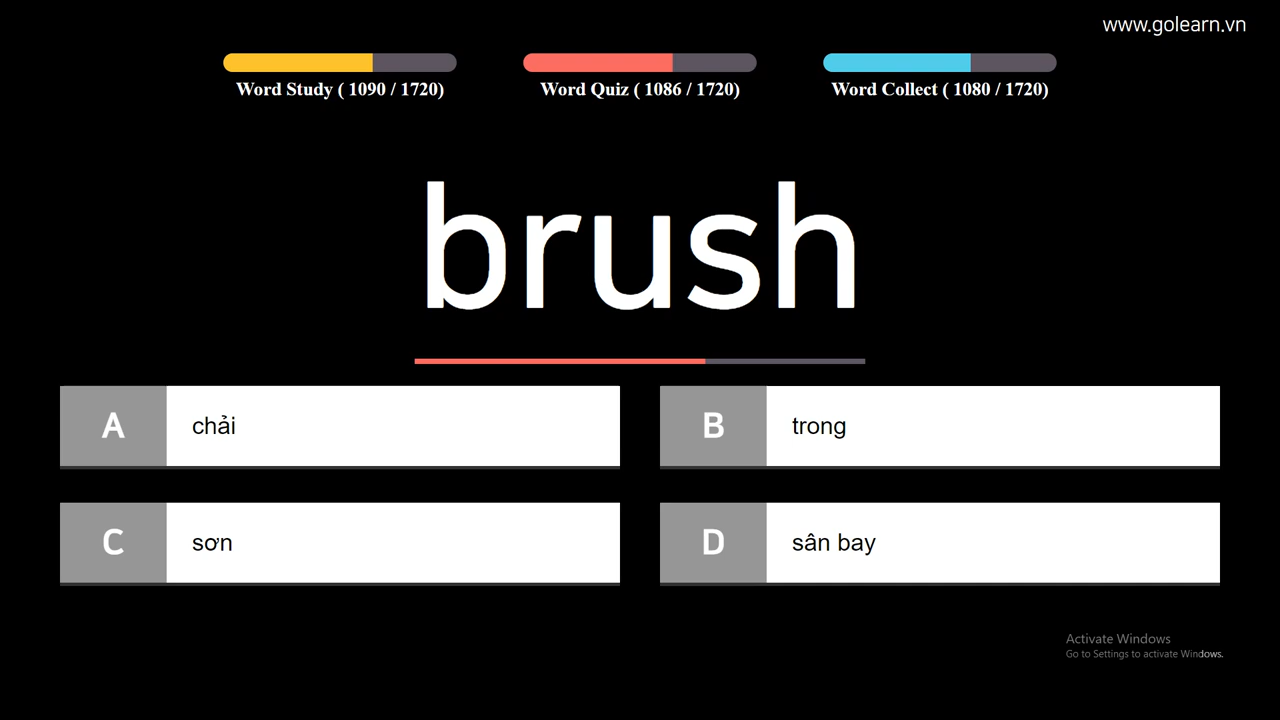 www.golearn.vn
Word Study ( 1090 / 1720)
Word Quiz ( 1086 / 1720)
Word Collect ( 1080 / 1720)
brush
A chải
B trong
C sơn
D sân bay
Activate Windows
Go to Settings to activate Windows.